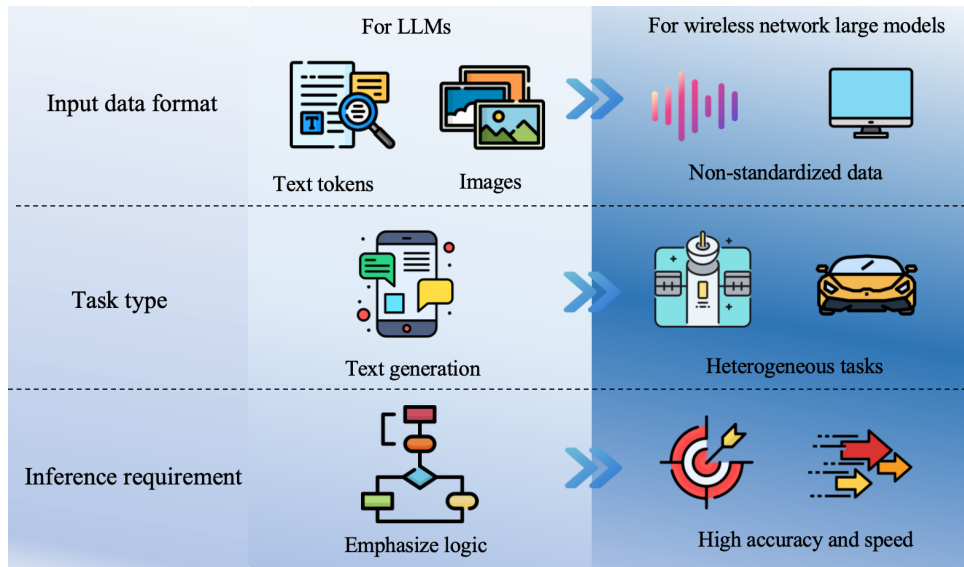 For LLMs
For wireless network large models
Input data format
T
Text tokens
Images
Non-standardized data
Task type
Text generation
Heterogeneous tasks
Inference requirement
Emphasize logic
High accuracy and speed